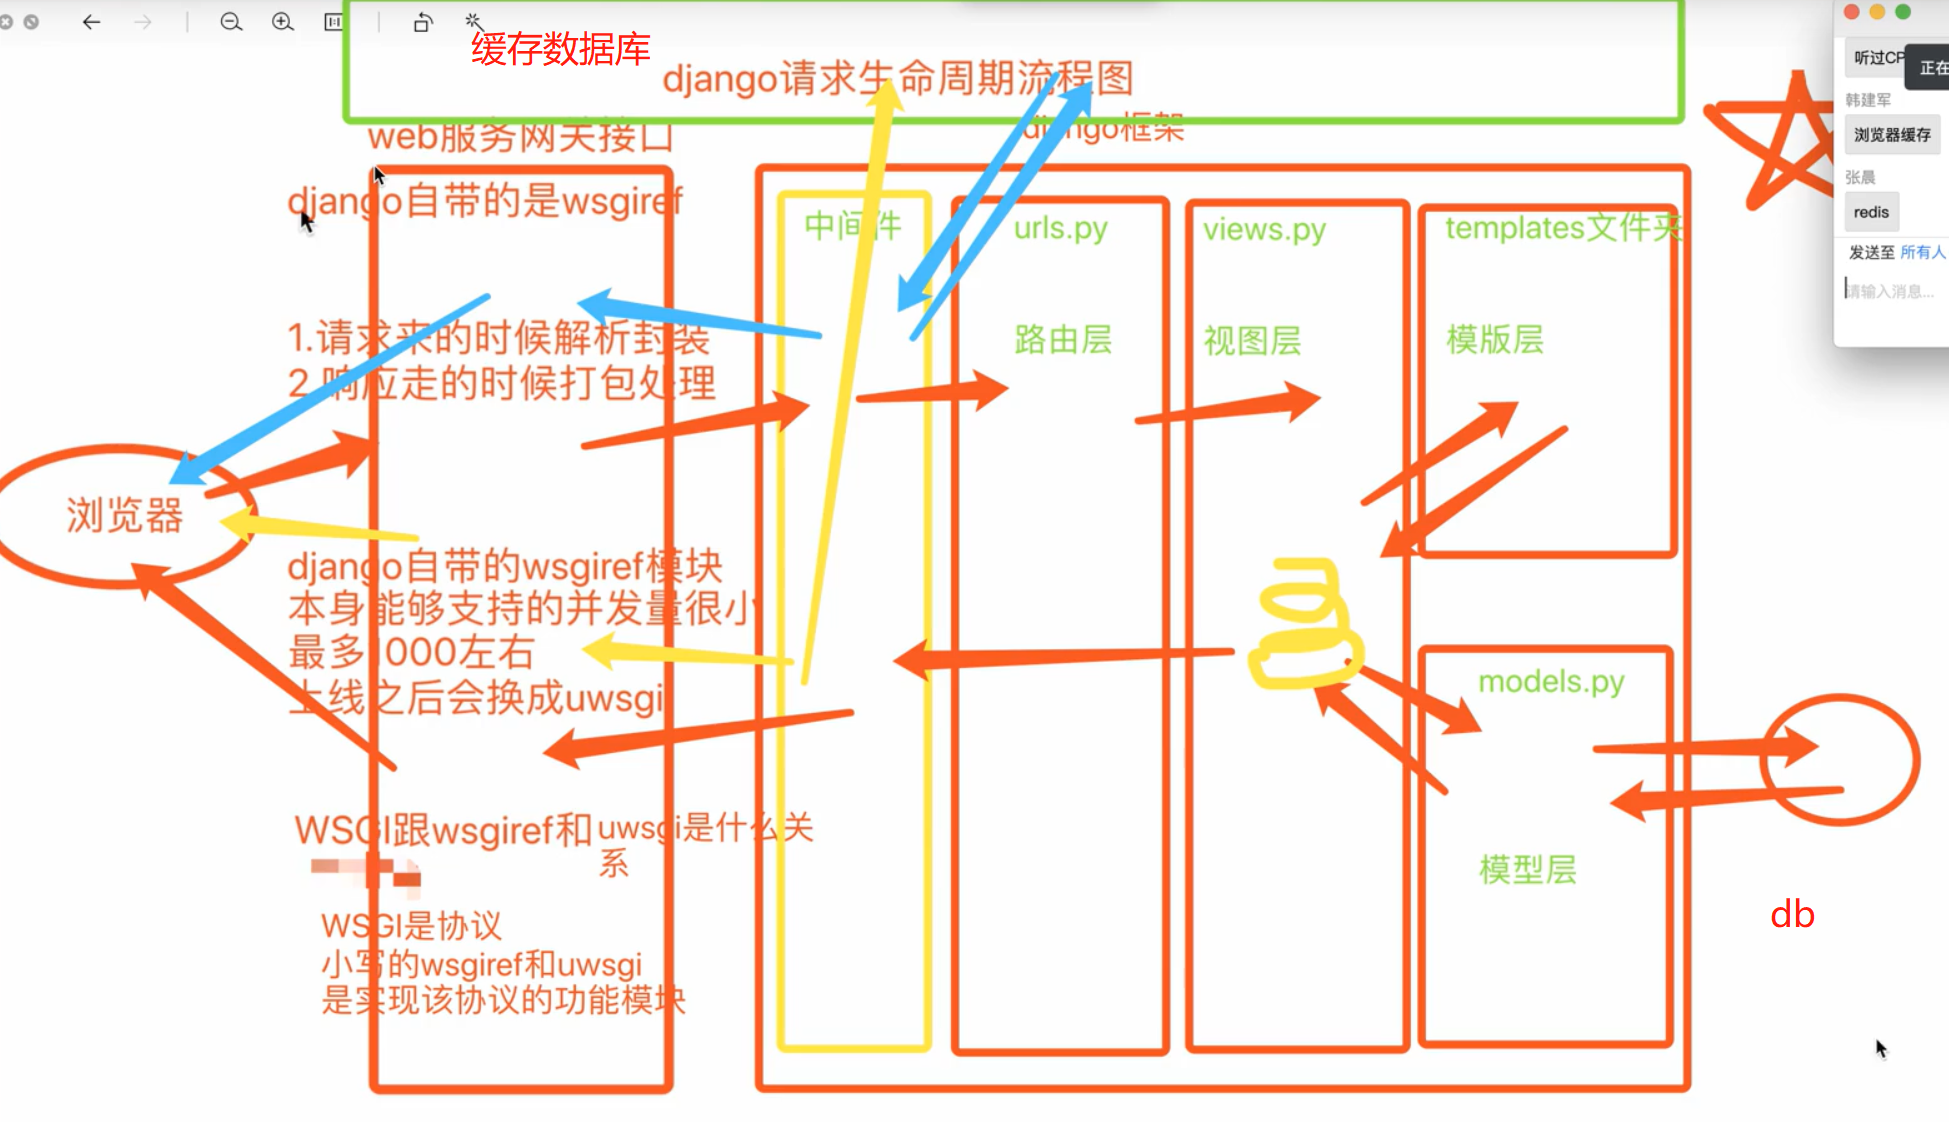 缓存数据库
django请求生命周期流程图
web服务网关接口
django框架
django自带的是wsgiref
中间件
urls.py
views.py
templates文件夹
1.请求来的时候解析封装
2.响应走的时候打包处理
路由层
视图层
模版层
浏览器
django自带的wsgiref模块
本身能够支持的并发量很小
最多1000左右
上线之后会换成uwsgi
models.py
WSGI跟wsgiref和
uwsgi是什么关
系
模型层
WSGI是协议
小写的wsgiref和uwsgi
是实现该协议的功能模块
db
听过CP
正在
韩建军
浏览器缓存
张晨
redis
发送至 所有人
请输入消息...